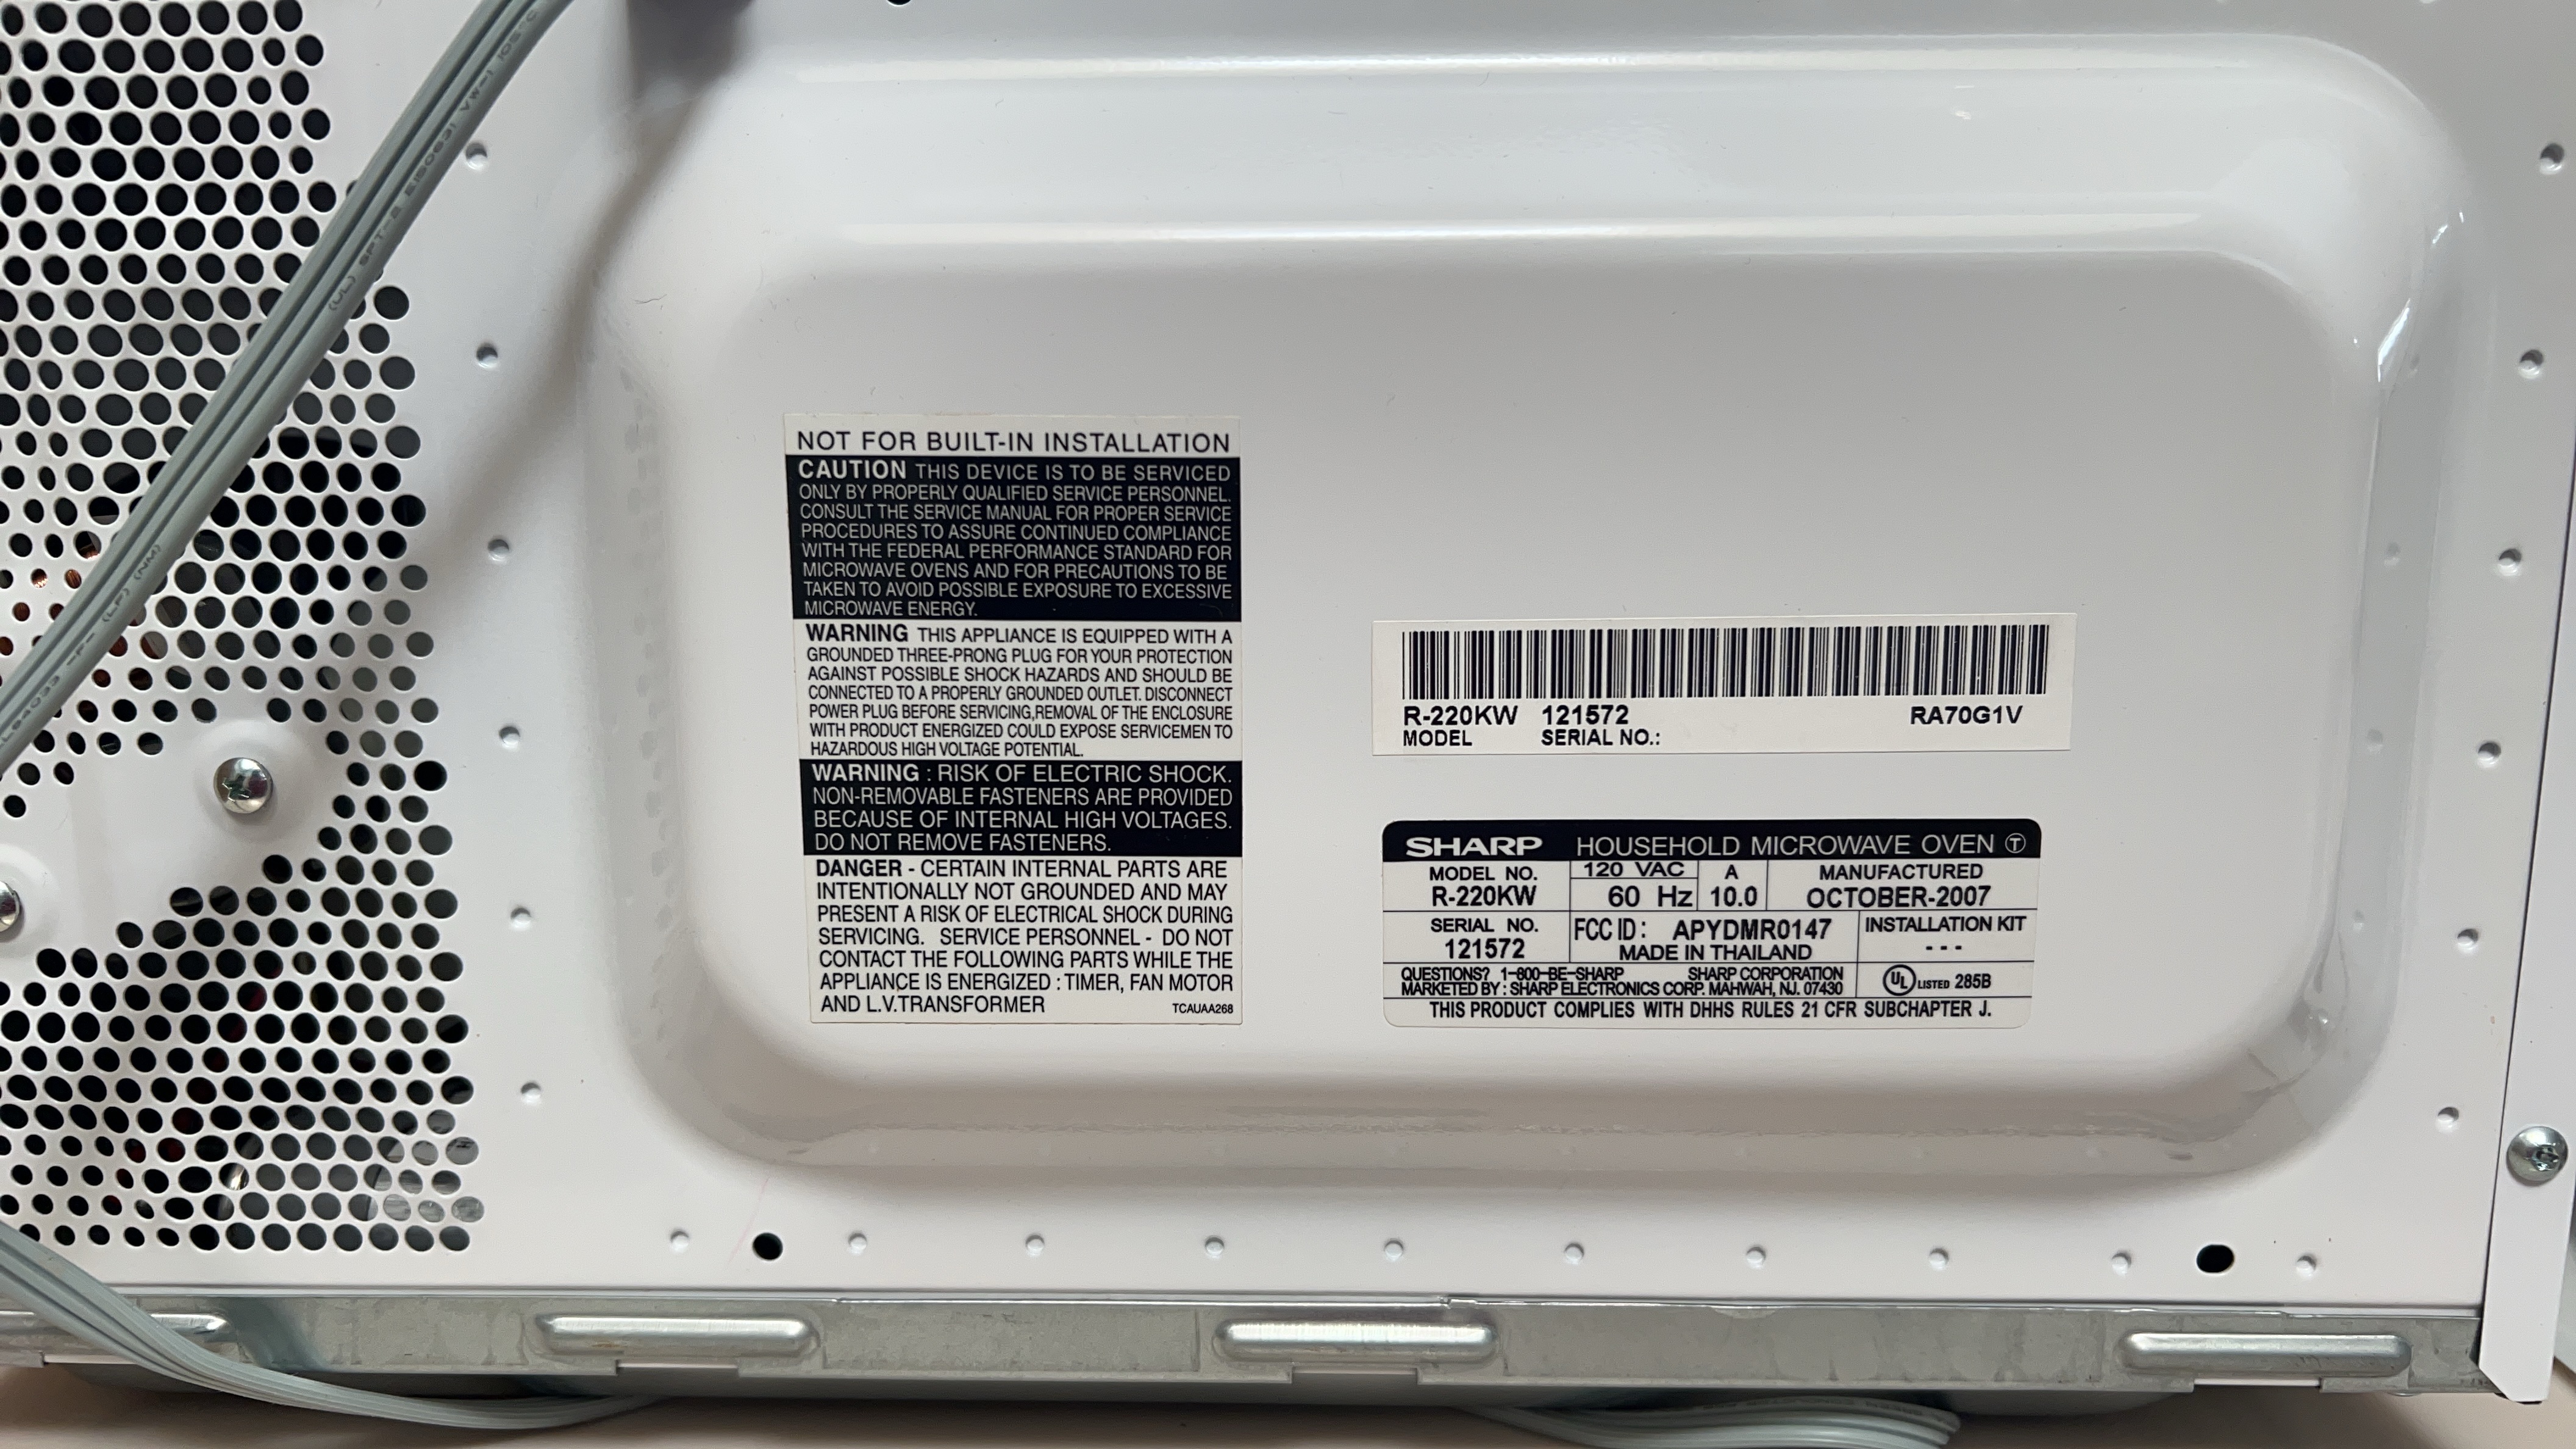 (UL) SPT-2 E150631 VW-1 105°C
(LF) (NM)
LL64033
NOT FOR BUILT-IN INSTALLATION
CAUTION THIS DEVICE IS TO BE SERVICED
ONLY BY PROPERLY QUALIFIED SERVICE PERSONNEL.
CONSULT THE SERVICE MANUAL FOR PROPER SERVICE
PROCEDURES TO ASSURE CONTINUED COMPLIANCE
WITH THE FEDERAL PERFORMANCE STANDARD FOR
MICROWAVE OVENS AND FOR PRECAUTIONS TO BE
TAKEN TO AVOID POSSIBLE EXPOSURE TO EXCESSIVE
MICROWAVE ENERGY.
WARNING THIS APPLIANCE IS EQUIPPED WITH A
GROUNDED THREE-PRONG PLUG FOR YOUR PROTECTION
AGAINST POSSIBLE SHOCK HAZARDS AND SHOULD BE
CONNECTED TO A PROPERLY GROUNDED OUTLET. DISCONNECT
POWER PLUG BEFORE SERVICING,REMOVAL OF THE ENCLOSURE
WITH PRODUCT ENERGIZED COULD EXPOSE SERVICEMEN TO
HAZARDOUS HIGH VOLTAGE POTENTIAL.
WARNING : RISK OF ELECTRIC SHOCK.
NON-REMOVABLE FASTENERS ARE PROVIDED
BECAUSE OF INTERNAL HIGH VOLTAGES.
DO NOT REMOVE FASTENERS.
DANGER - CERTAIN INTERNAL PARTS ARE
INTENTIONALLY NOT GROUNDED AND MAY
PRESENT A RISK OF ELECTRICAL SHOCK DURING
SERVICING. SERVICE PERSONNEL - DO NOT
CONTACT THE FOLLOWING PARTS WHILE THE
APPLIANCE IS ENERGIZED : TIMER, FAN MOTOR
AND L.V.TRANSFORMER TCAUAA268
R-220KW 121572 RA70G1V
MODEL SERIAL NO.:
SHARP HOUSEHOLD MICROWAVE OVEN Ⓣ
MODEL NO. 120 VAC A MANUFACTURED
R-220KW 60 Hz 10.0 OCTOBER-2007
SERIAL NO. FCC ID : APYDMR0147 INSTALLATION KIT
121572 MADE IN THAILAND - - -
QUESTIONS? 1-800-BE-SHARP SHARP CORPORATION
MARKETED BY : SHARP ELECTRONICS CORP. MAHWAH, NJ. 07430 UL LISTED 285B
THIS PRODUCT COMPLIES WITH DHHS RULES 21 CFR SUBCHAPTER J.